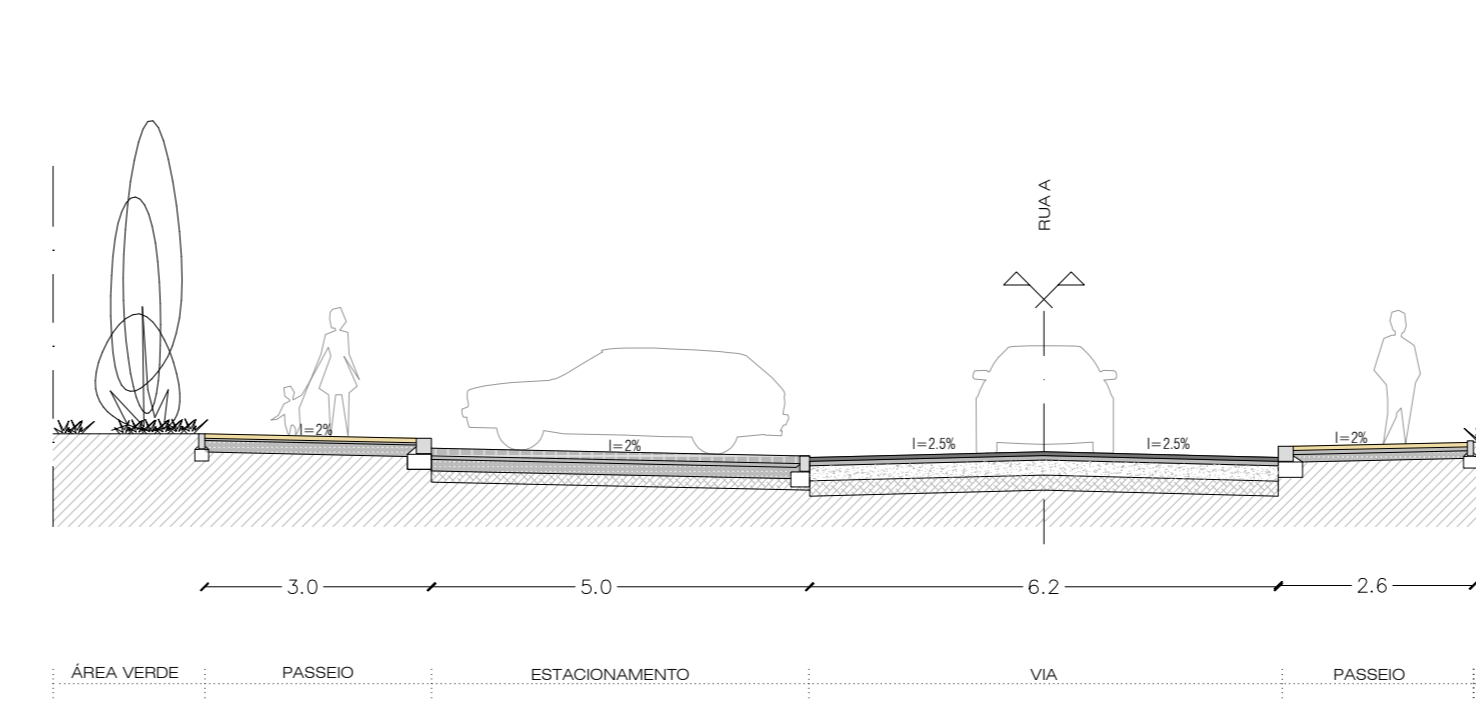 RUA A
I=2%
I=2%
I=2.5%
I=2.5%
I=2%
3.0
5.0
6.2
2.6
ÁREA VERDE
PASSEIO
ESTACIONAMENTO
VIA
PASSEIO